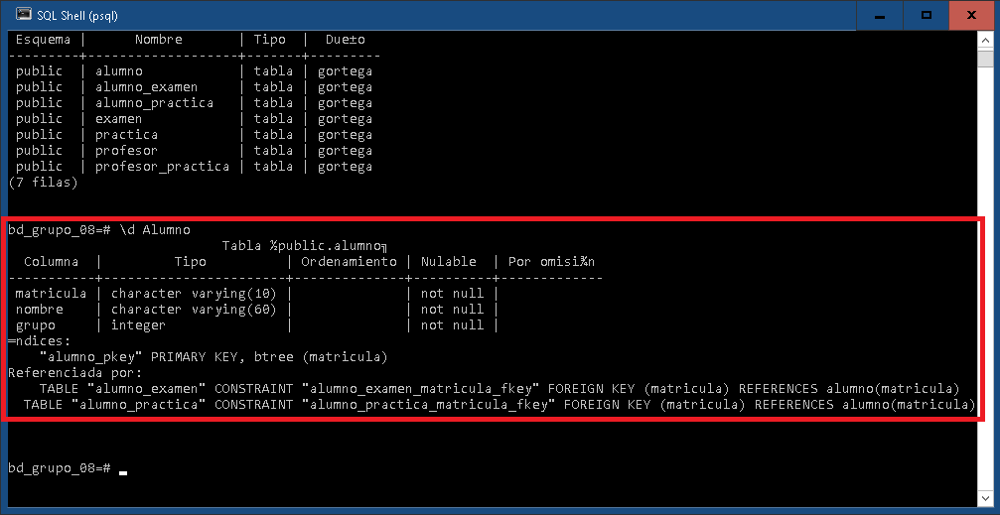 SQL Shell (psql)
 Esquema |      Nombre       | Tipo |  Due±o
---------+-------------------+-------+---------
 public  | alumno            | tabla | gortega
 public  | alumno_examen     | tabla | gortega
 public  | alumno_practica   | tabla | gortega
 public  | examen            | tabla | gortega
 public  | practica          | tabla | gortega
 public  | profesor          | tabla | gortega
 public  | profesor_practica | tabla | gortega
(7 filas)
bd_grupo_08=# \d Alumno
                           Tabla ½public.alumno╗
  Columna  |         Tipo          | Ordenamiento | Nulable  | Por omisi¾n
-----------+-----------------------+--------------+----------+-------------
 matricula | character varying(10) |              | not null |
 nombre    | character varying(60) |              | not null |
 grupo     | integer               |              | not null |
═ndices:
    "alumno_pkey" PRIMARY KEY, btree (matricula)
Referenciada por:
    TABLE "alumno_examen" CONSTRAINT "alumno_examen_matricula_fkey" FOREIGN KEY (matricula) REFERENCES alumno(matricula)
  TABLE "alumno_practica" CONSTRAINT "alumno_practica_matricula_fkey" FOREIGN KEY (matricula) REFERENCES alumno(matricula)
bd_grupo_08=#